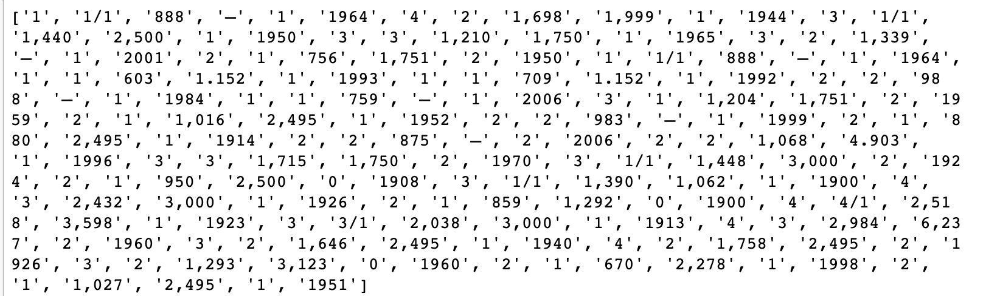 ['1', '1/1', '888', '—', '1', '1964', '4', '2', '1,698', '1,999', '1', '1944', '3', '1/1',
'1,440', '2,500', '1', '1950', '3', '3', '1,210', '1,750', '1', '1965', '3', '2', '1,339',
'—', '1', '2001', '2', '1', '756', '1,751', '2', '1950', '1', '1/1', '888', '—', '1', '1964',
'1', '1', '603', '1.152', '1', '1993', '1', '1', '709', '1.152', '1', '1992', '2', '2', '98
8', '—', '1', '1984', '1', '1', '759', '—', '1', '2006', '3', '1', '1,204', '1,751', '2', '19
59', '2', '1', '1,016', '2,495', '1', '1952', '2', '2', '983', '—', '1', '1999', '2', '1', '8
80', '2,495', '1', '1914', '2', '2', '875', '—', '2', '2006', '2', '2', '1,068', '4.903',
'1', '1996', '3', '3', '1,715', '1,750', '2', '1970', '3', '1/1', '1,448', '3,000', '2', '192
4', '2', '1', '950', '2,500', '0', '1908', '3', '1/1', '1,390', '1,062', '1', '1900', '4',
'3', '2,432', '3,000', '1', '1926', '2', '1', '859', '1,292', '0', '1900', '4', '4/1', '2,51
8', '3,598', '1', '1923', '3', '3/1', '2,038', '3,000', '1', '1913', '4', '3', '2,984', '6,23
7', '2', '1960', '3', '2', '1,646', '2,495', '1', '1940', '4', '2', '1,758', '2,495', '2', '1
926', '3', '2', '1,293', '3,123', '0', '1960', '2', '1', '670', '2,278', '1', '1998', '2',
'1', '1,027', '2,495', '1', '1951']